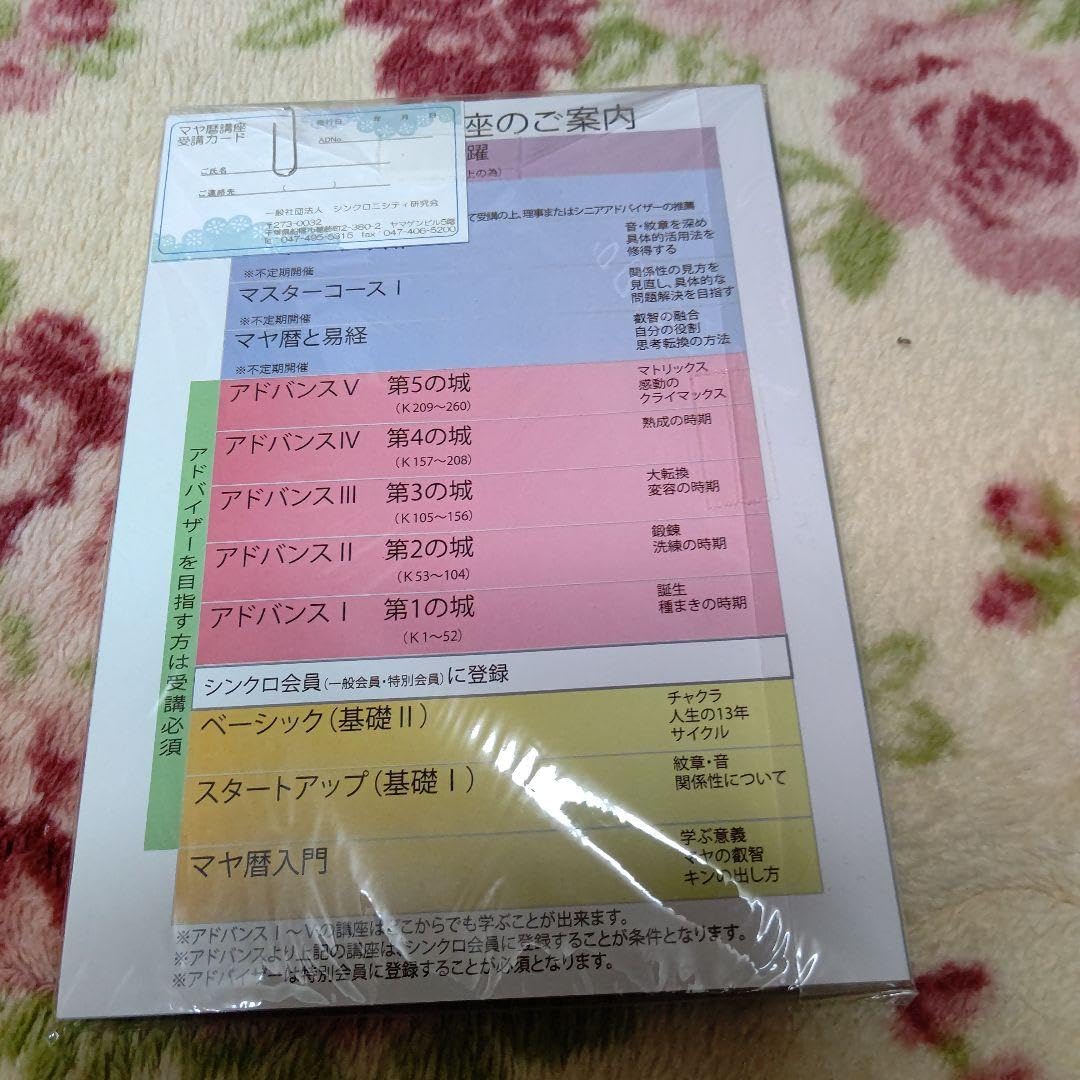 マヤ暦講座
受講カード
発行日 年 月 日
ADNo.
ご氏名
ご連絡先 ( )
一般社団法人 シンクロニシティ研究会
〒273-0032
2-380-2 ヤマゲンビル5階
℡ 047-495-5315 fax 047-406-5200
座のご案内
躍
上の為)
て受講の上、理事またはシニアアドバイザーの推薦
音・紋章を深め
具体的活用法を
修得する
※不定期開催
マスターコースⅠ
関係性の見方を
見直し、具体的な
問題解決を目指す
※不定期開催
マヤ暦と易経
叡智の融合
自分の役割
思考転換の方法
※不定期開催
アドバンスⅤ 第5の城
(K209～260)
マトリックス
感動の
クライマックス
アドバンスⅣ 第4の城
(K157～208)
熟成の時期
アドバンスⅢ 第3の城
(K105～156)
大転換
変容の時期
アドバンスⅡ 第2の城
(K53～104)
鍛錬
洗練の時期
アドバンスⅠ 第1の城
(K1～52)
誕生
種まきの時期
アドバイザーを目指す方は受講必須
シンクロ会員(一般会員・特別会員)に登録
ベーシック(基礎Ⅱ)
チャクラ
人生の13年
サイクル
スタートアップ(基礎Ⅰ)
紋章・音
関係性について
マヤ暦入門
学ぶ意義
マヤの叡智
キンの出し方
※アドバンスⅠ～Ⅴの講座はどこからでも学ぶことが出来ます。
※アドバンスより上記の講座は、シンクロ会員に登録することが条件となります。
※アドバイザーは特別会員に登録することが必須となります。